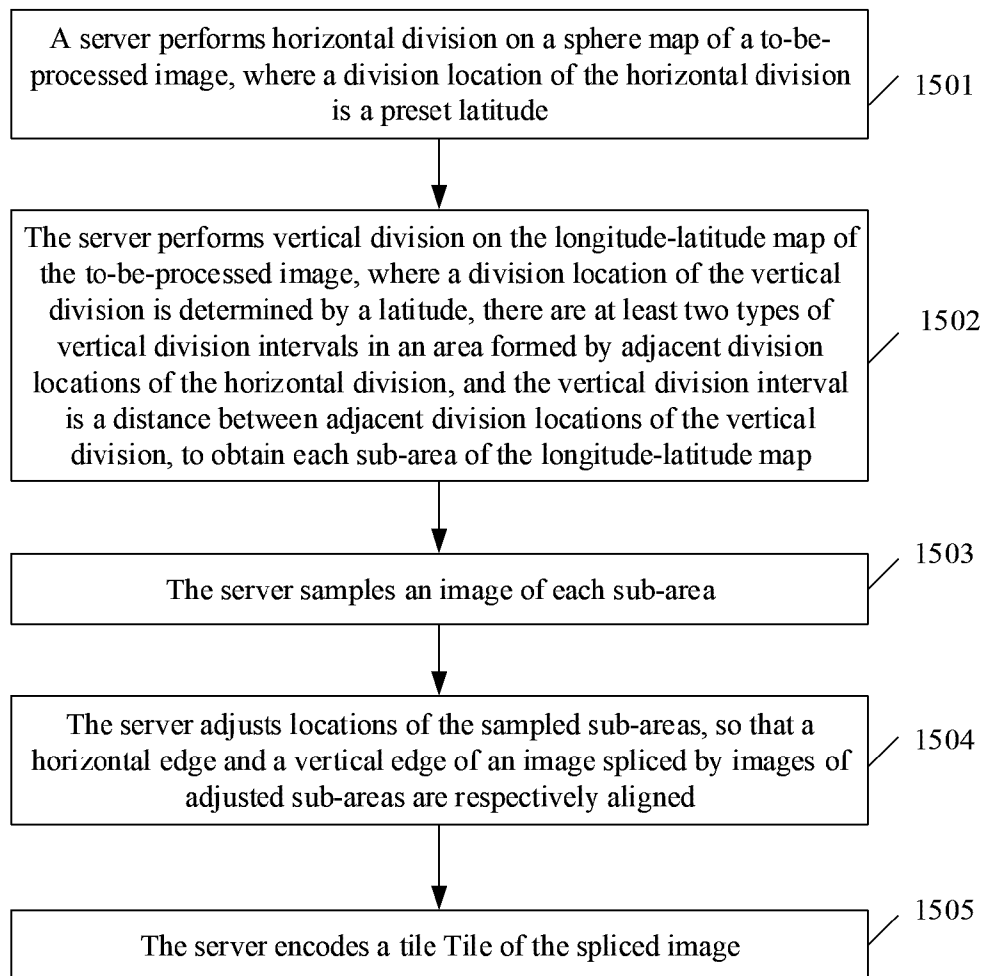 A server performs horizontal division on a sphere map of a to-be-
processed image, where a division location of the horizontal division
is a preset latitude
1501
The server performs vertical division on the longitude-latitude map of
the to-be-processed image, where a division location of the vertical
division is determined by a latitude, there are at least two types of
vertical division intervals in an area formed by adjacent division
locations of the horizontal division, and the vertical division interval
is a distance between adjacent division locations of the vertical
division, to obtain each sub-area of the longitude-latitude map
1502
The server samples an image of each sub-area
1503
The server adjusts locations of the sampled sub-areas, so that a
horizontal edge and a vertical edge of an image spliced by images of
adjusted sub-areas are respectively aligned
1504
The server encodes a tile Tile of the spliced image
1505